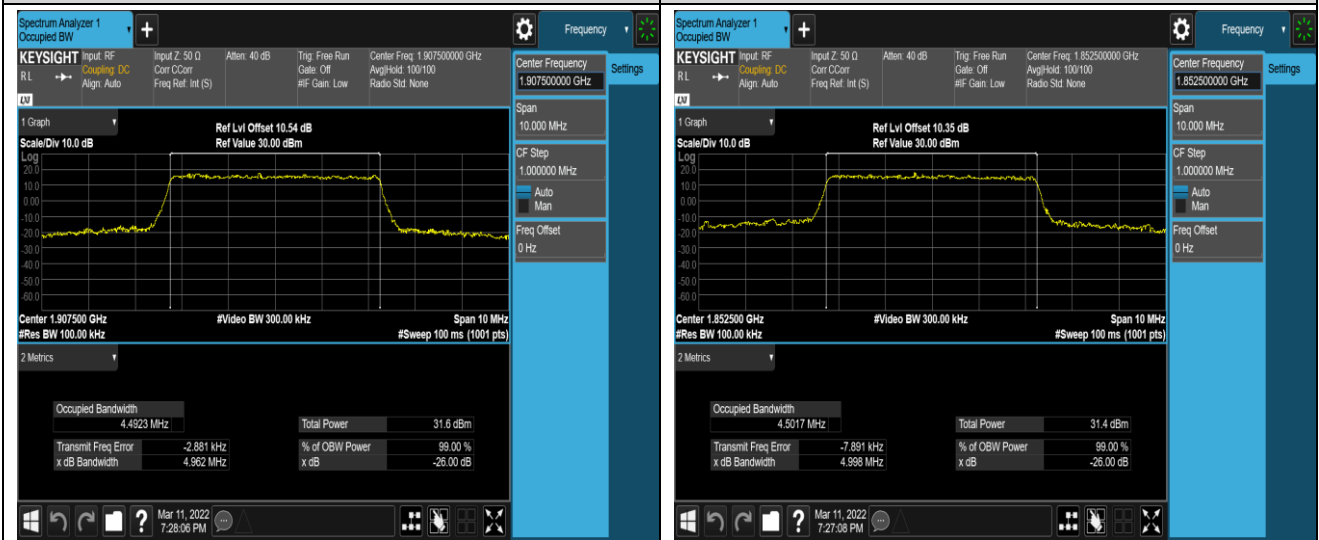 Spectrum Analyzer 1
Occupied BW
+
Frequency
KEYSIGHT
Input: RF
Input Z: 50 Ω
Atten: 40 dB
Trig: Free Run
Center Freq: 1.907500000 GHz
RL
Coupling: DC
Corr CCorr
Gate: Off
Avg|Hold: 100/100
Align: Auto
Freq Ref: Int (S)
#IF Gain: Low
Radio Std: None
LXI
Center Frequency
1.907500000 GHz
Settings
Span
10.000 MHz
CF Step
1.000000 MHz
Auto
Man
Freq Offset
0 Hz
1 Graph
Ref Lvl Offset 10.54 dB
Scale/Div 10.0 dB
Ref Value 30.00 dBm
Log
20.0
10.0
0.00
-10.0
-20.0
-30.0
-40.0
-50.0
-60.0
Center 1.907500 GHz
#Video BW 300.00 kHz
Span 10 MHz
#Res BW 100.00 kHz
#Sweep 100 ms (1001 pts)
2 Metrics
Occupied Bandwidth
4.4923 MHz
Total Power 31.6 dBm
Transmit Freq Error -2.881 kHz
% of OBW Power 99.00 %
x dB Bandwidth 4.962 MHz
x dB -26.00 dB
?
Mar 11, 2022
7:28:06 PM
Spectrum Analyzer 1
Occupied BW
+
Frequency
KEYSIGHT
Input: RF
Input Z: 50 Ω
Atten: 40 dB
Trig: Free Run
Center Freq: 1.852500000 GHz
RL
Coupling: DC
Corr CCorr
Gate: Off
Avg|Hold: 100/100
Align: Auto
Freq Ref: Int (S)
#IF Gain: Low
Radio Std: None
LXI
Center Frequency
1.852500000 GHz
Settings
Span
10.000 MHz
CF Step
1.000000 MHz
Auto
Man
Freq Offset
0 Hz
1 Graph
Ref Lvl Offset 10.35 dB
Scale/Div 10.0 dB
Ref Value 30.00 dBm
Log
20.0
10.0
0.00
-10.0
-20.0
-30.0
-40.0
-50.0
-60.0
Center 1.852500 GHz
#Video BW 300.00 kHz
Span 10 MHz
#Res BW 100.00 kHz
#Sweep 100 ms (1001 pts)
2 Metrics
Occupied Bandwidth
4.5017 MHz
Total Power 31.4 dBm
Transmit Freq Error -7.891 kHz
% of OBW Power 99.00 %
x dB Bandwidth 4.998 MHz
x dB -26.00 dB
?
Mar 11, 2022
7:27:08 PM